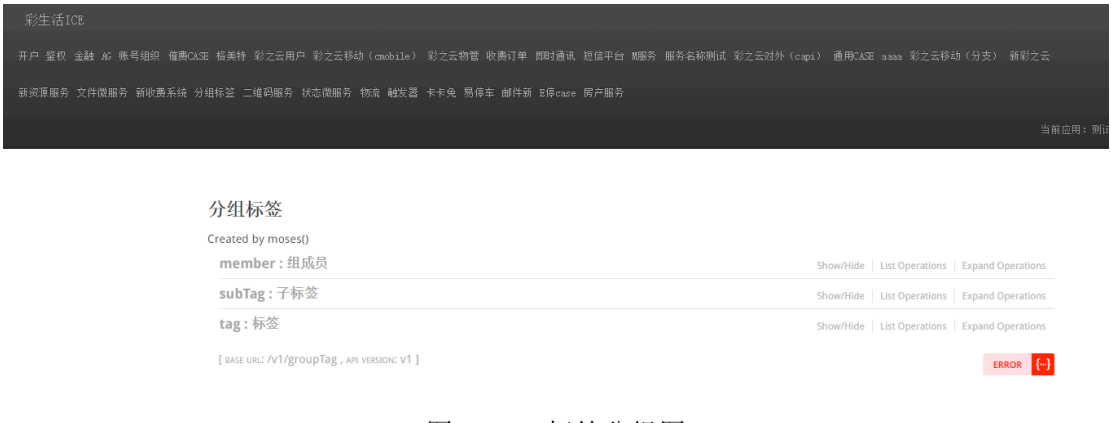 彩生活ICE
开户 鉴权 金融 AG 账号组织 催费CASE 格美特 彩之云用户 彩之云移动（cmobile） 彩之云物管 收费订单 即时通讯 短信平台 M服务 服务名称测试 彩之云对外（capi） 通用CASE aaaa 彩之云移动（分支） 新彩之云
新资源服务 文件微服务 新收费系统 分组标签 二维码服务 状态微服务 物流 触发器 卡卡兔 易停车 邮件新 E停case 房产服务
当前应用：测
分组标签
Created by moses()
member : 组成员 Show/Hide List Operations Expand Operations
subTag : 子标签 Show/Hide List Operations Expand Operations
tag : 标签 Show/Hide List Operations Expand Operations
[ BASE URL: /v1/groupTag , API VERSION: v1 ] ERROR {...}